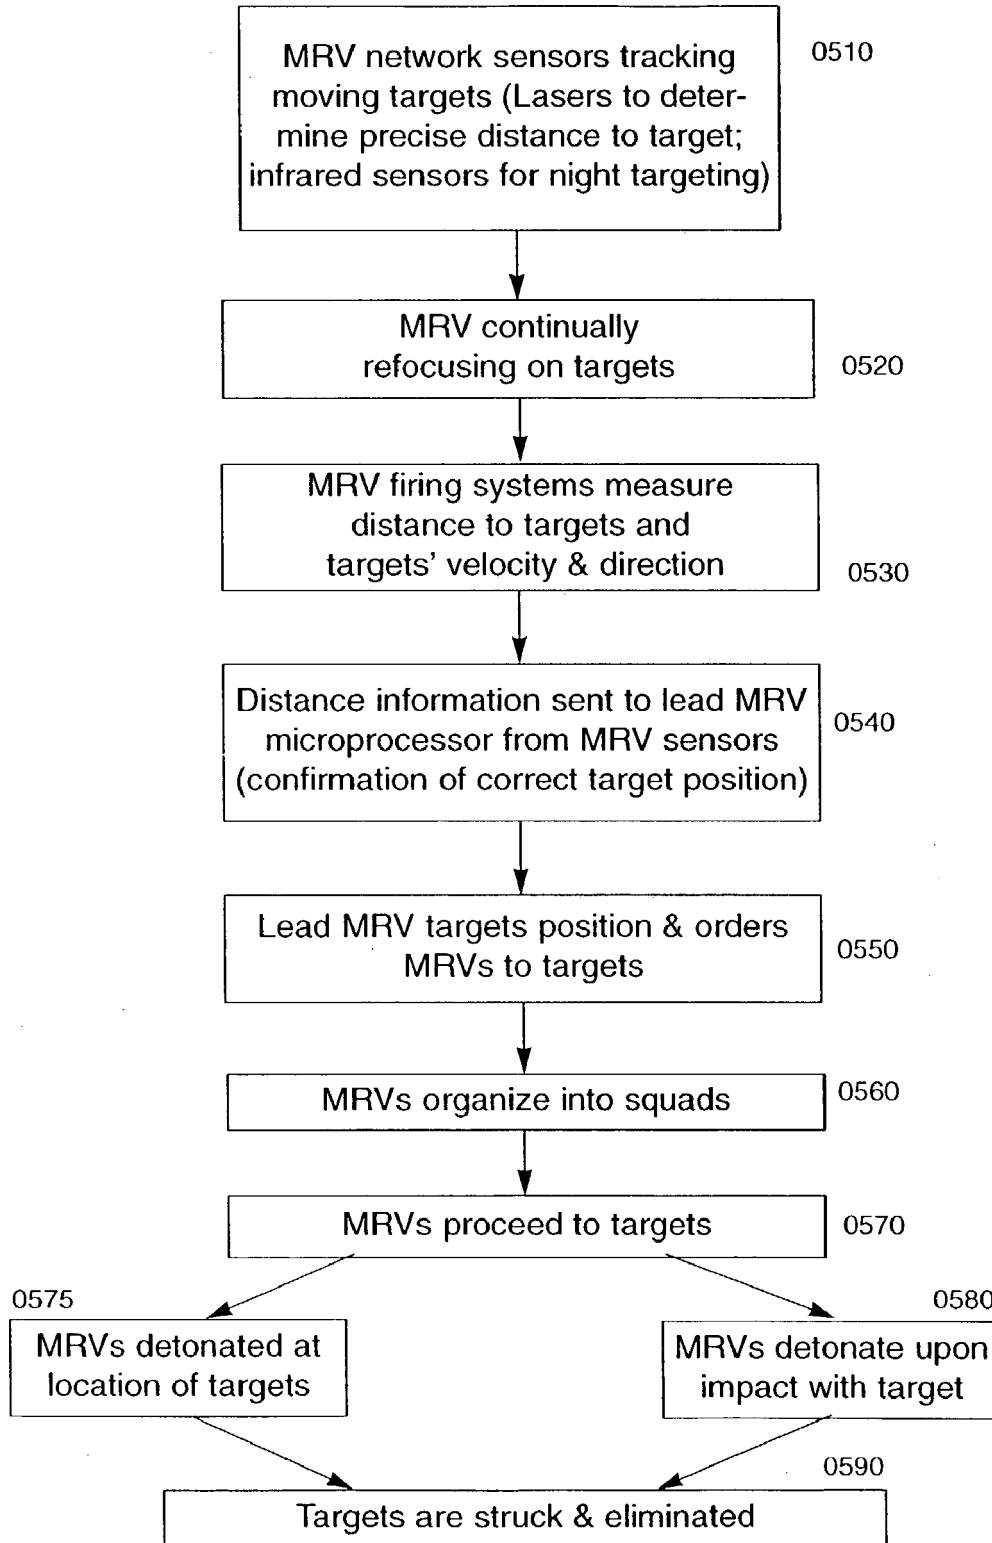 MRV network sensors tracking
moving targets (Lasers to deter-
mine precise distance to target;
infrared sensors for night targeting)
0510
MRV continually
refocusing on targets
0520
MRV firing systems measure
distance to targets and
targets' velocity & direction
0530
Distance information sent to lead MRV
microprocessor from MRV sensors
(confirmation of correct target position)
0540
Lead MRV targets position & orders
MRVs to targets
0550
MRVs organize into squads
0560
MRVs proceed to targets
0570
0575
MRVs detonated at
location of targets
0580
MRVs detonate upon
impact with target
0590
Targets are struck & eliminated